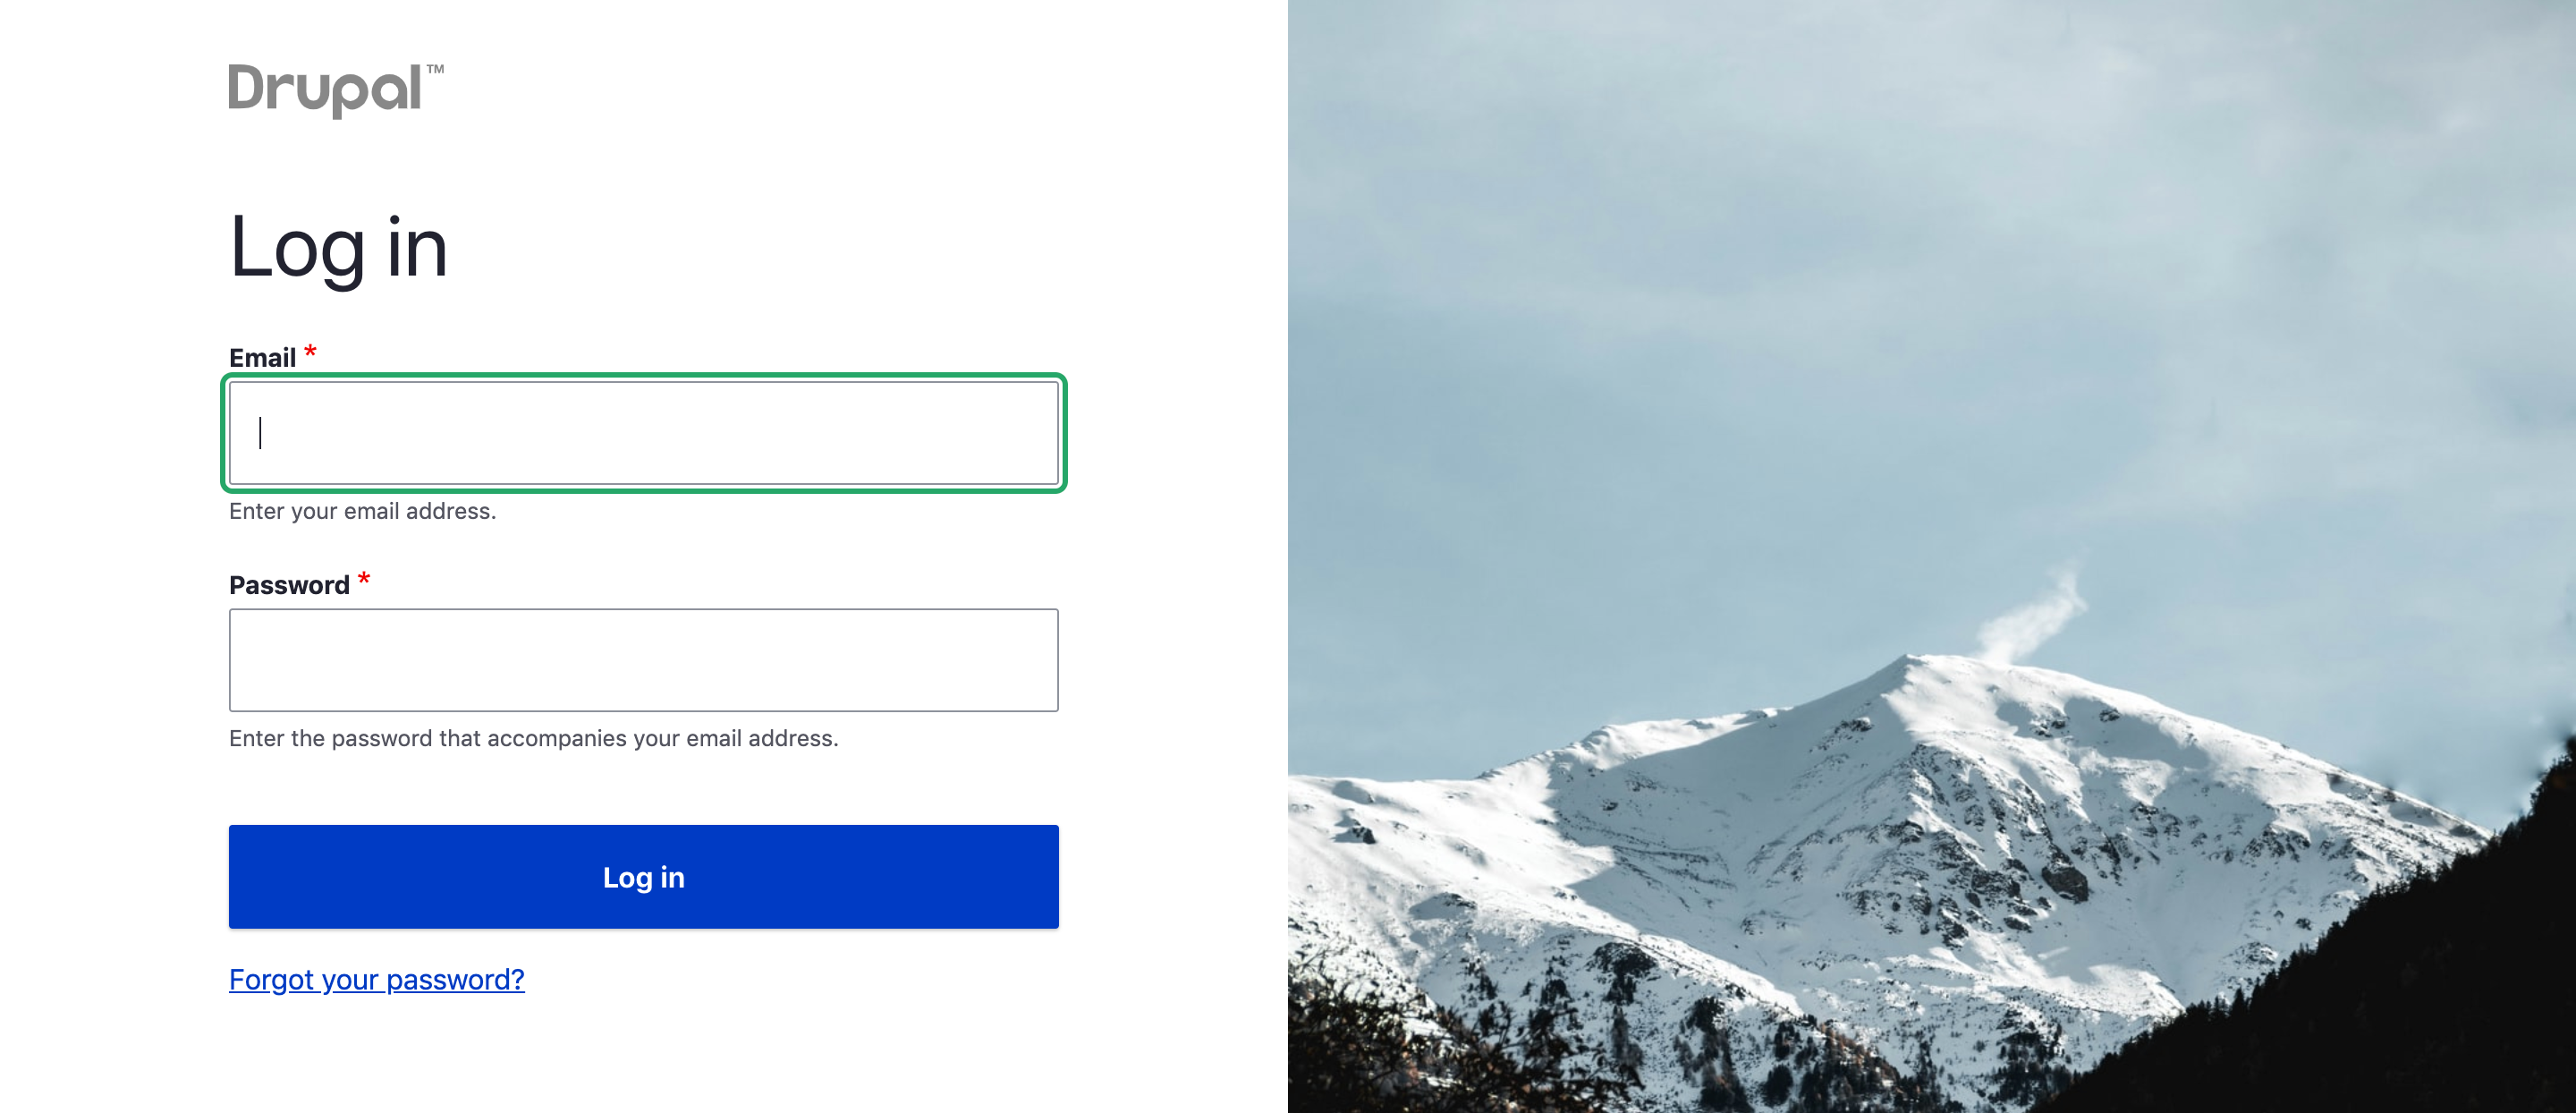 Drupal™
Log in
Email *
Enter your email address.
Password *
Enter the password that accompanies your email address.
Log in
Forgot your password?